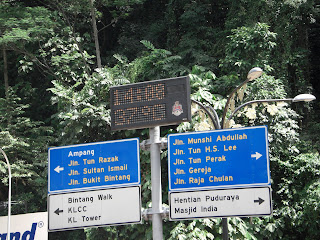 Ampang
Jln. Tun Razak
Jln. Sultan Ismail
Jln. Bukit Bintang
Bintang Walk
KLCC
KL Tower
Jln. Munshi Abdullah
Jln. Tun H.S. Lee
Jln. Tun Perak
Jln. Gereja
Jln. Raja Chulan
Hentian Puduraya
Masjid India